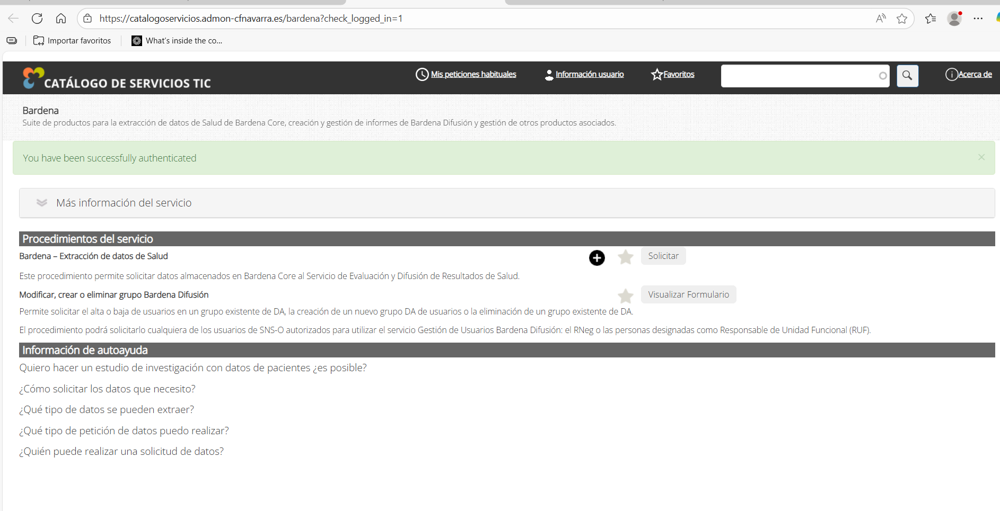 https://catalogoservicios.admon-cfnavarra.es/bardena?check_logged_in=1
Importar favoritos
What's inside the co...
CATÁLOGO DE SERVICIOS TIC
Mis peticiones habituales
Información usuario
Favoritos
Acerca de
Bardena
Suite de productos para la extracción de datos de Salud de Bardena Core, creación y gestión de informes de Bardena Difusión y gestión de otros productos asociados.
You have been successfully authenticated
Más información del servicio
Procedimientos del servicio
Bardena – Extracción de datos de Salud
Solicitar
Este procedimiento permite solicitar datos almacenados en Bardena Core al Servicio de Evaluación y Difusión de Resultados de Salud.
Modificar, crear o eliminar grupo Bardena Difusión
Visualizar Formulario
Permite solicitar el alta o baja de usuarios en un grupo existente de DA, la creación de un nuevo grupo DA de usuarios o la eliminación de un grupo existente de DA.
El procedimiento podrá solicitarlo cualquiera de los usuarios de SNS-O autorizados para utilizar el servicio Gestión de Usuarios Bardena Difusión: el RNeg o las personas designadas como Responsable de Unidad Funcional (RUF).
Información de autoayuda
Quiero hacer un estudio de investigación con datos de pacientes ¿es posible?
¿Cómo solicitar los datos que necesito?
¿Qué tipo de datos se pueden extraer?
¿Qué tipo de petición de datos puedo realizar?
¿Quién puede realizar una solicitud de datos?